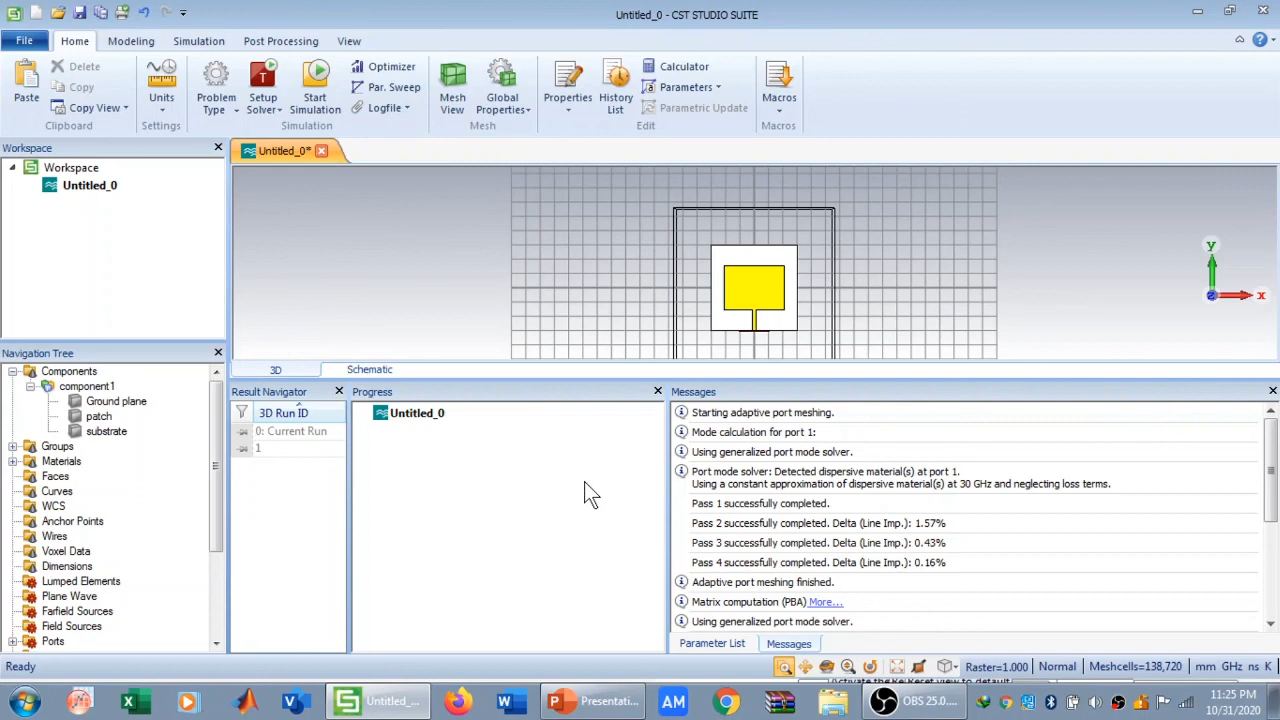 Untitled_0 - CST STUDIO SUITE
File Home Modeling Simulation Post Processing View
Paste
Delete
Copy
Copy View
Clipboard
Units
Settings
Problem Type
Setup Solver
Start Simulation
Optimizer
Par. Sweep
Logfile
Simulation
Mesh View
Global Properties
Mesh
Properties
History List
Calculator
Parameters
Parametric Update
Edit
Macros
Macros
Workspace
Workspace
Untitled_0
Untitled_0*
y
x
3D Schematic
Navigation Tree
Components
component1
Ground plane
patch
substrate
Groups
Materials
Faces
Curves
WCS
Anchor Points
Wires
Voxel Data
Dimensions
Lumped Elements
Plane Wave
Farfield Sources
Field Sources
Ports
Result Navigator
3D Run ID
0: Current Run
1
Progress
Untitled_0
Messages
Starting adaptive port meshing.
Mode calculation for port 1:
Using generalized port mode solver.
Port mode solver: Detected dispersive material(s) at port 1.
Using a constant approximation of dispersive material(s) at 30 GHz and neglecting loss terms.
Pass 1 successfully completed.
Pass 2 successfully completed. Delta (Line Imp.): 1.57%
Pass 3 successfully completed. Delta (Line Imp.): 0.43%
Pass 4 successfully completed. Delta (Line Imp.): 0.16%
Adaptive port meshing finished.
Matrix computation (PBA) More...
Using generalized port mode solver.
Parameter List Messages
Ready
Raster=1.000 Normal Meshcells=138,720 mm GHz ns K
Untitled_...
Presentati...
AM
OBS 25.0....
11:25 PM
10/31/2020